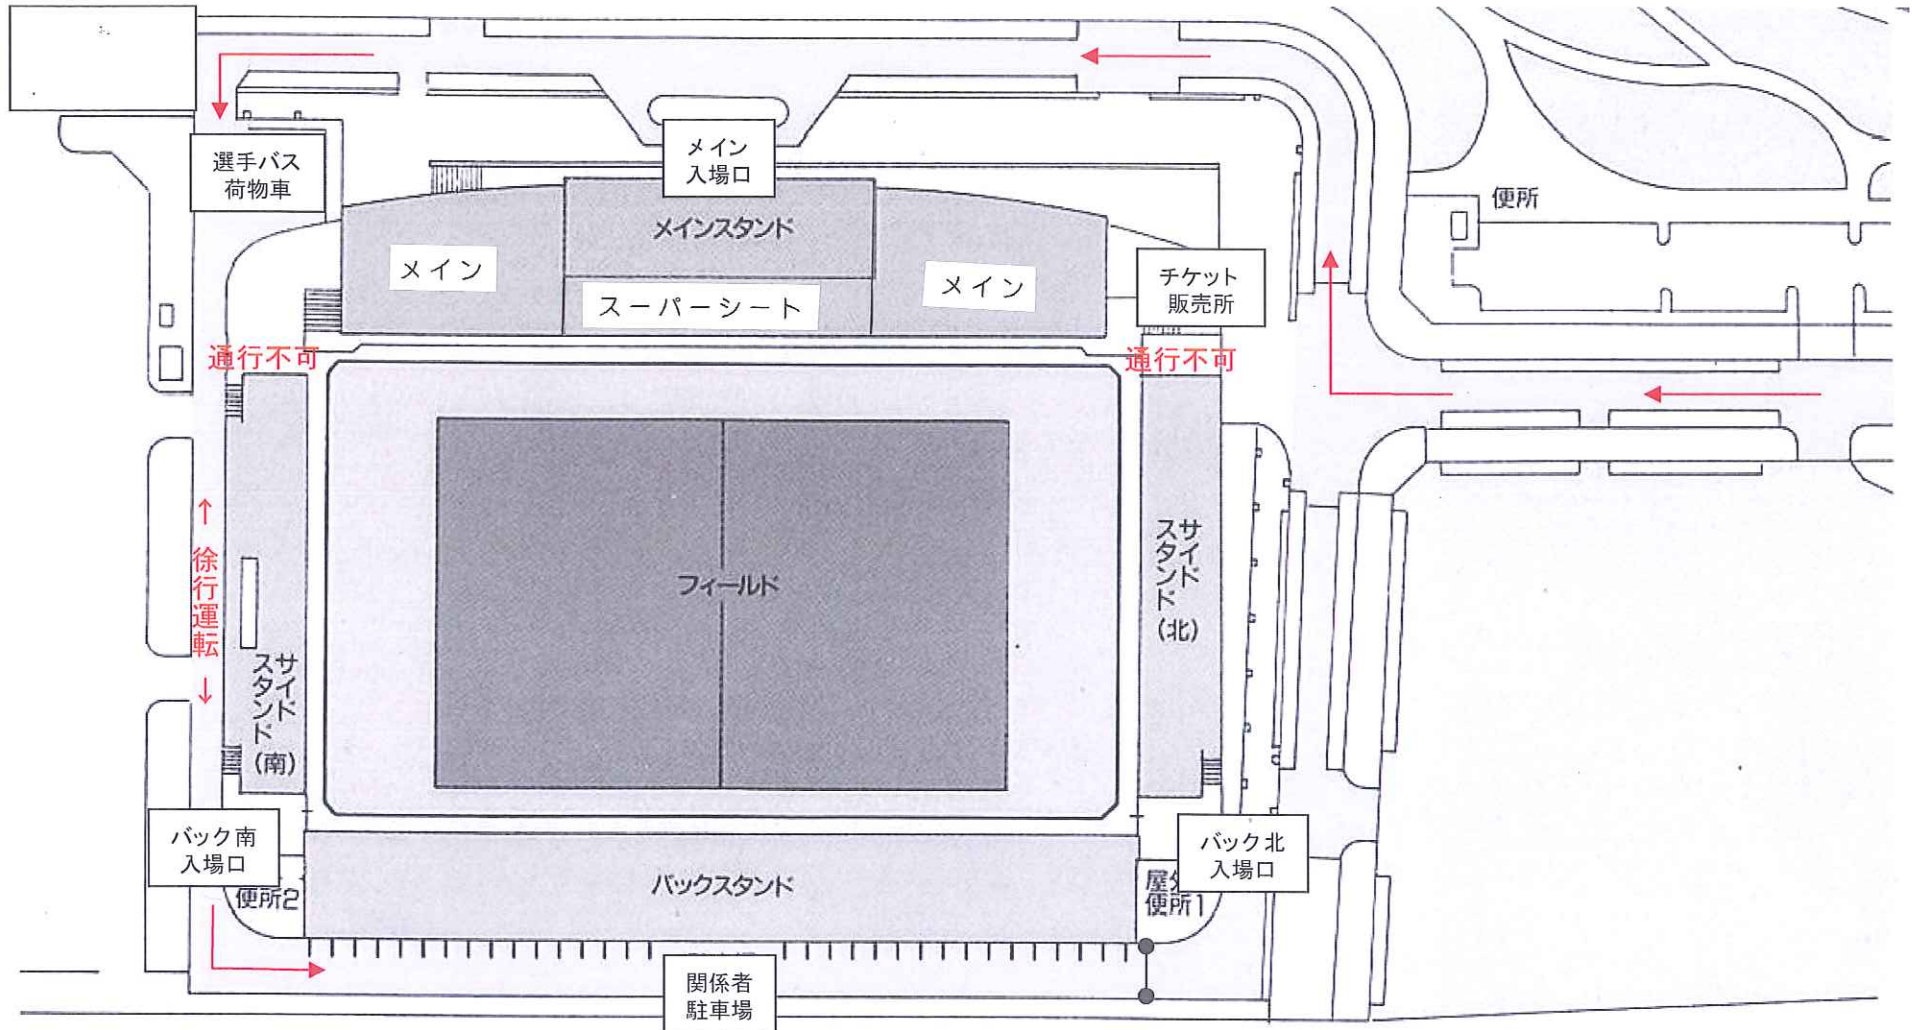 選手バス
荷物車
メイン
入場口
便所
メインスタンド
メイン
スーパーシート
メイン
チケット
販売所
通行不可
通行不可
↑
徐行運転
↓
サイド
スタンド
(南)
フィールド
サイド
スタンド
(北)
バック南
入場口
便所2
バックスタンド
バック北
入場口
屋外
便所1
関係者
駐車場